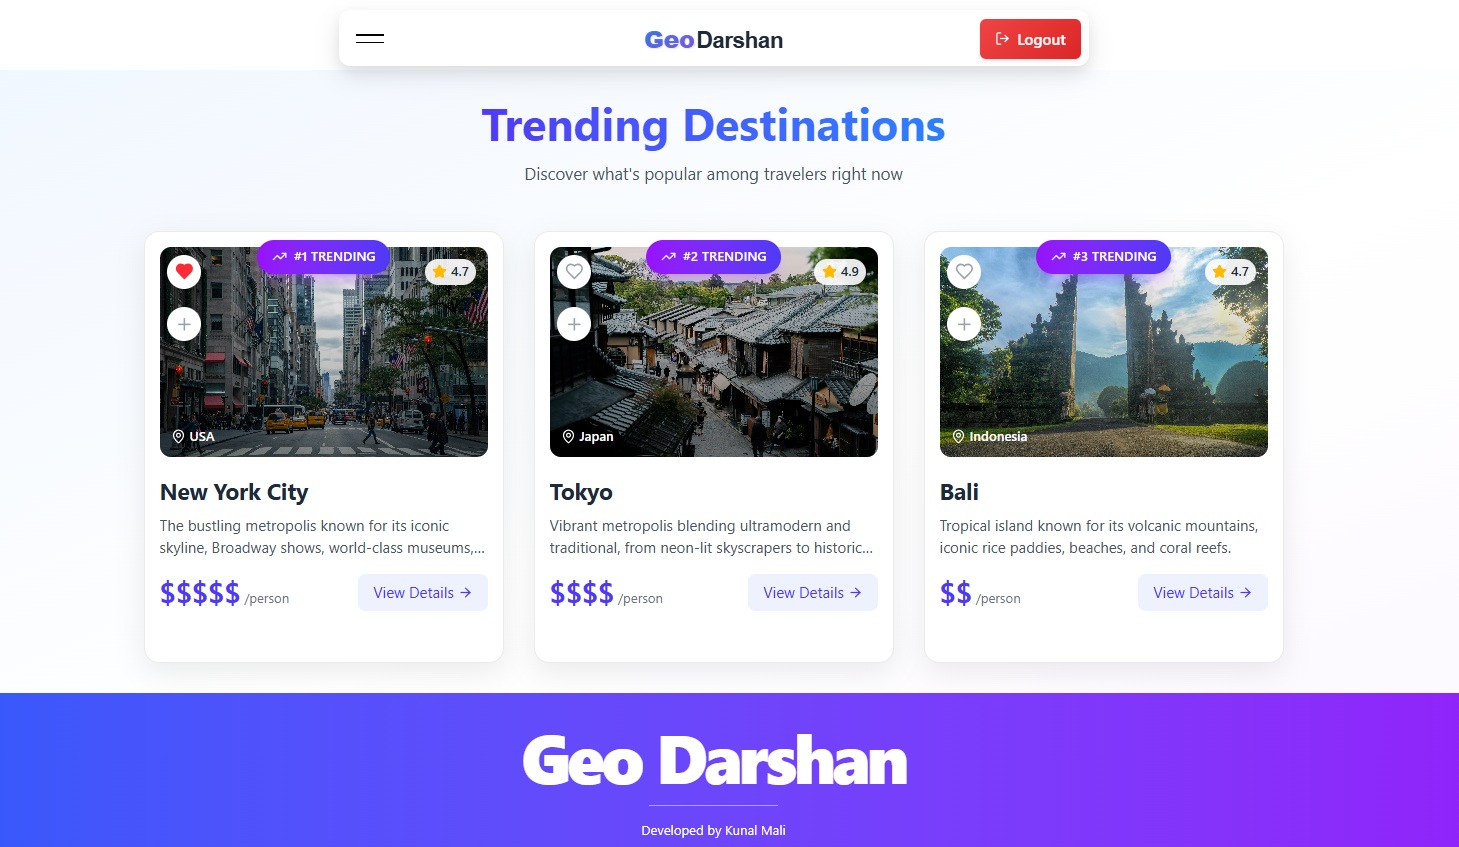 GeoDarshan
Logout
Trending Destinations
Discover what's popular among travelers right now
#1 TRENDING
4.7
USA
New York City
The bustling metropolis known for its iconic
skyline, Broadway shows, world-class museums,...
$$$$$ /person
View Details →
#2 TRENDING
4.9
Japan
Tokyo
Vibrant metropolis blending ultramodern and
traditional, from neon-lit skyscrapers to historic...
$$$$ /person
View Details →
#3 TRENDING
4.7
Indonesia
Bali
Tropical island known for its volcanic mountains,
iconic rice paddies, beaches, and coral reefs.
$$ /person
View Details →
Geo Darshan
Developed by Kunal Mali